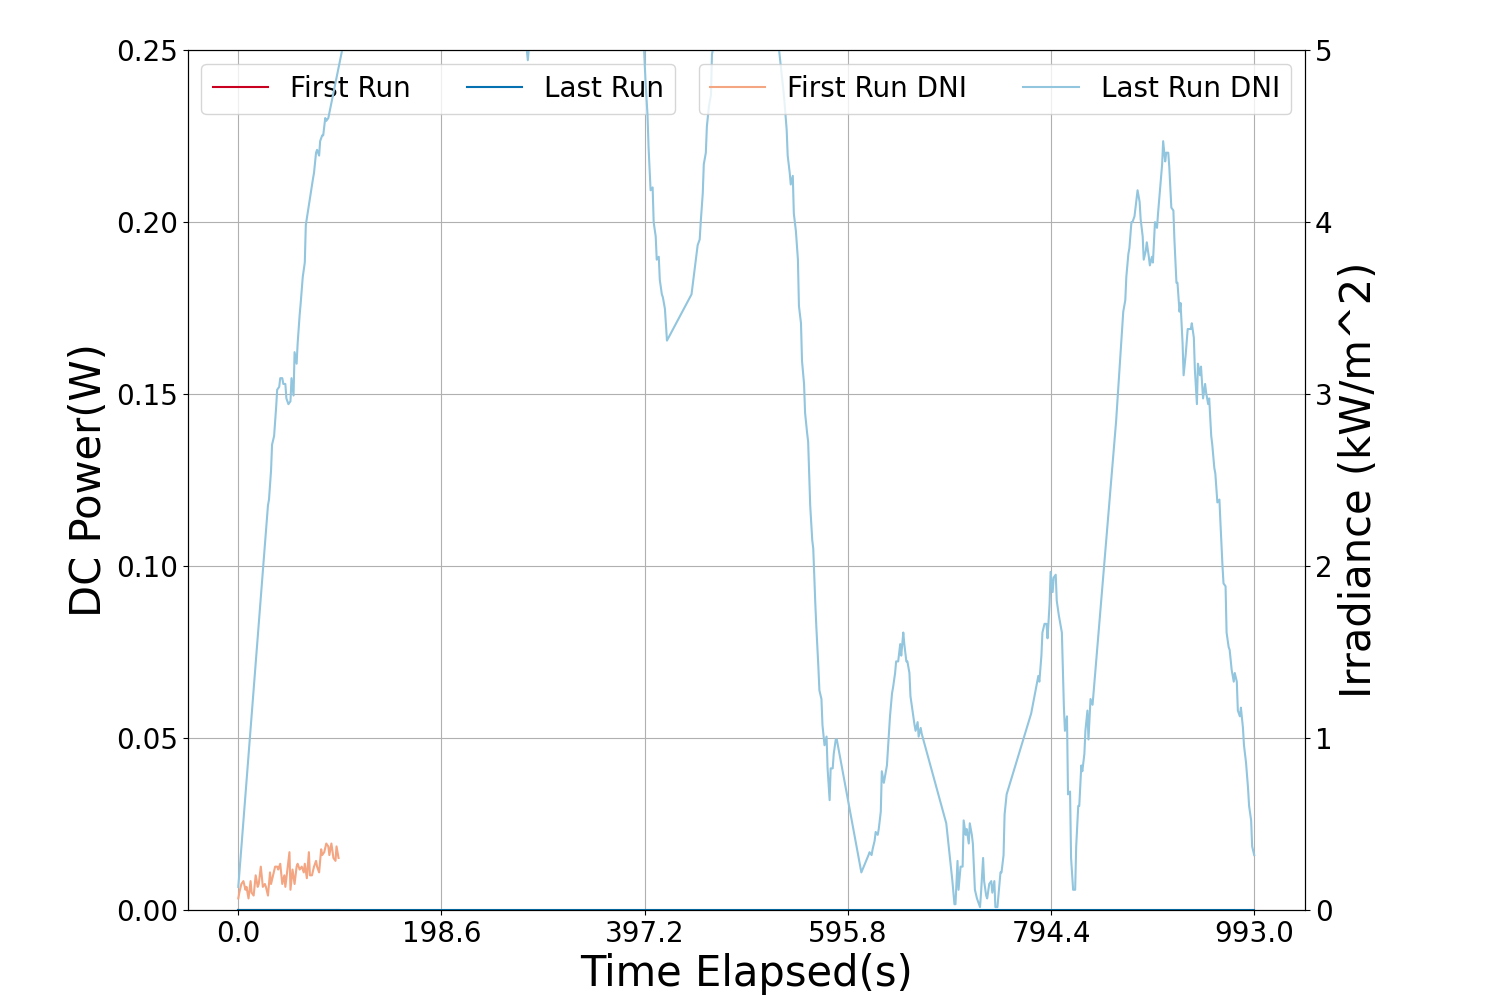 First Run
Last Run
First Run DNI
Last Run DNI
DC Power(W)
0.25
0.20
0.15
0.10
0.05
0.00
5
4
3
2
1
0
Irradiance (kW/m^2)
0.0 198.6 397.2 595.8 794.4 993.0
Time Elapsed(s)